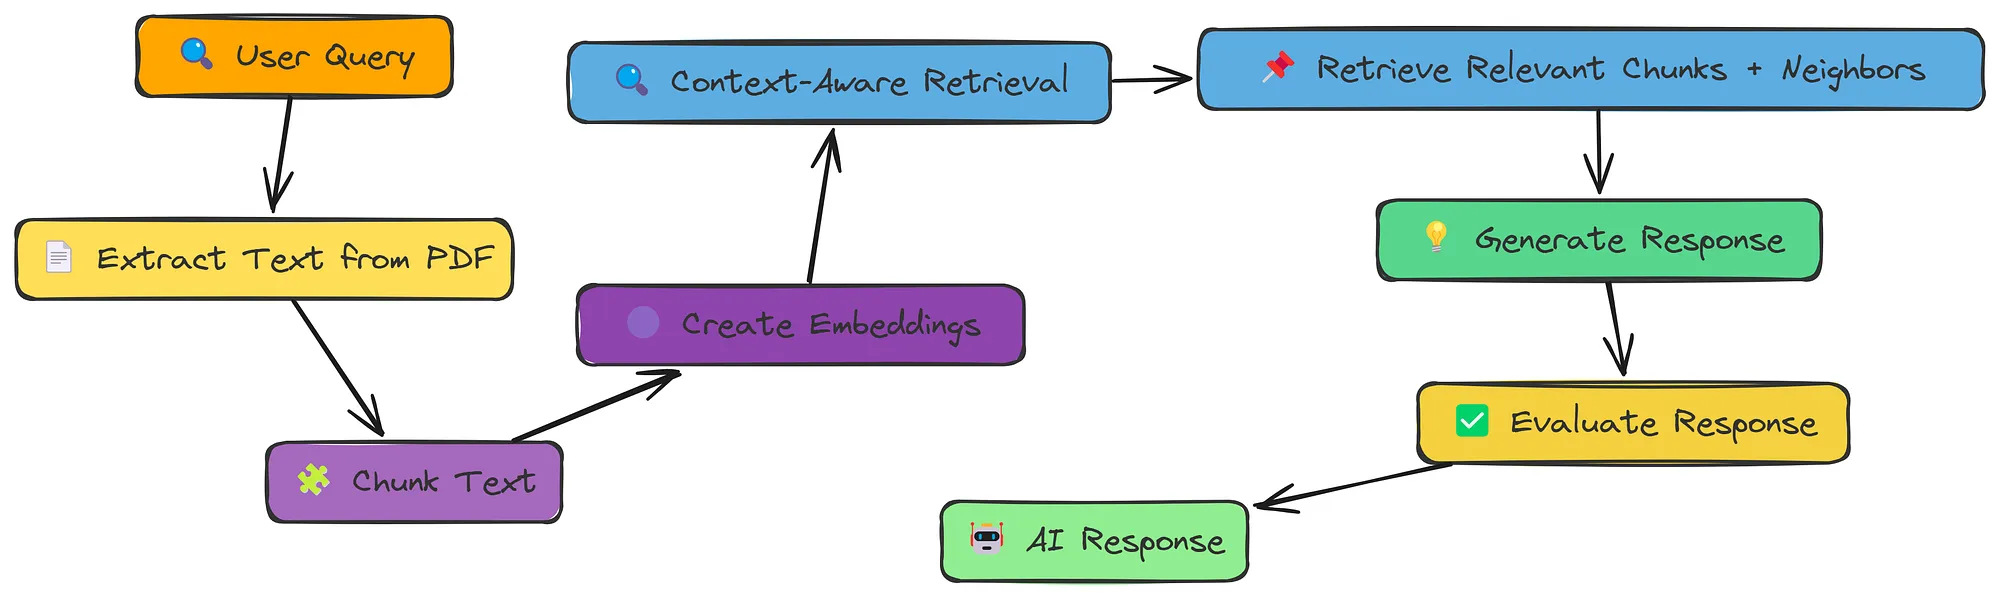 User Query
Extract Text from PDF
Chunk Text
Create Embeddings
Context-Aware Retrieval
Retrieve Relevant Chunks + Neighbors
Generate Response
Evaluate Response
AI Response